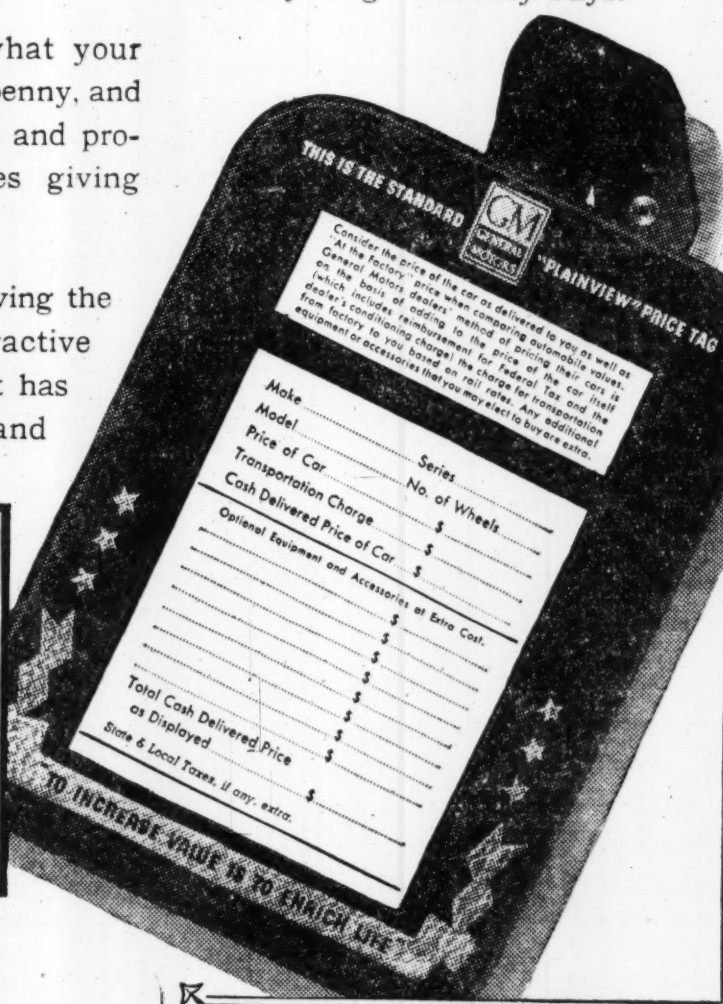 what your
penny, and
and pro-
giving
the
has
and
THIS IS THE STANDARD
GM
GENERAL
MOTORS
"PLAINVIEW" PRICE TAG
Consider the price of the car as delivered to you as well as
"At the Factory" price when comparing automobile values.
General Motors dealers' method of pricing their cars is
on the basis of adding to the price of the car itself
(which includes reimbursement for Federal Tax and the
dealer's conditioning charge) the charge for transportation
from factory to you based on rail rates. Any additional
equipment or accessories that you may elect to buy are extra.
Make Series
Model No. of Wheels
Price of Car $
Transportation Charge $
Cash Delivered Price of Car $
Optional Equipment and Accessories at Extra Cost.
$
$
$
$
$
$
$
$
Total Cash Delivered Price
as Displayed $
State & Local Taxes, if any, extra.
TO INCREASE VALUE IS TO ENRICH LIFE